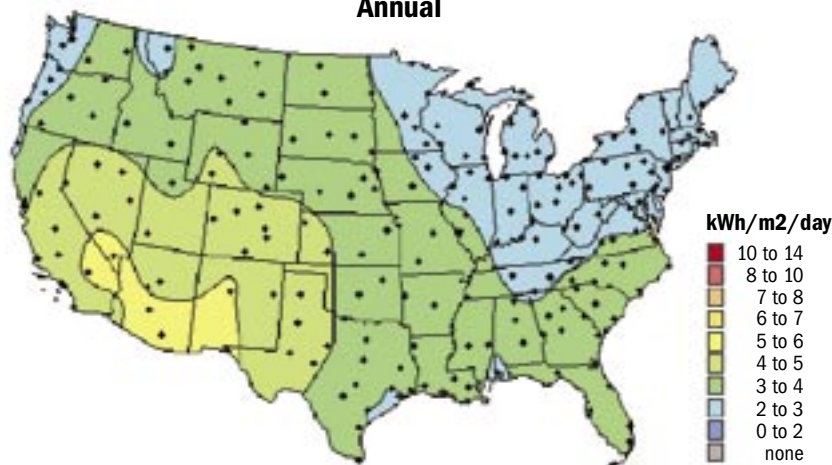 Annual
kWh/m2/day
10 to 14
8 to 10
7 to 8
6 to 7
5 to 6
4 to 5
3 to 4
2 to 3
0 to 2
none